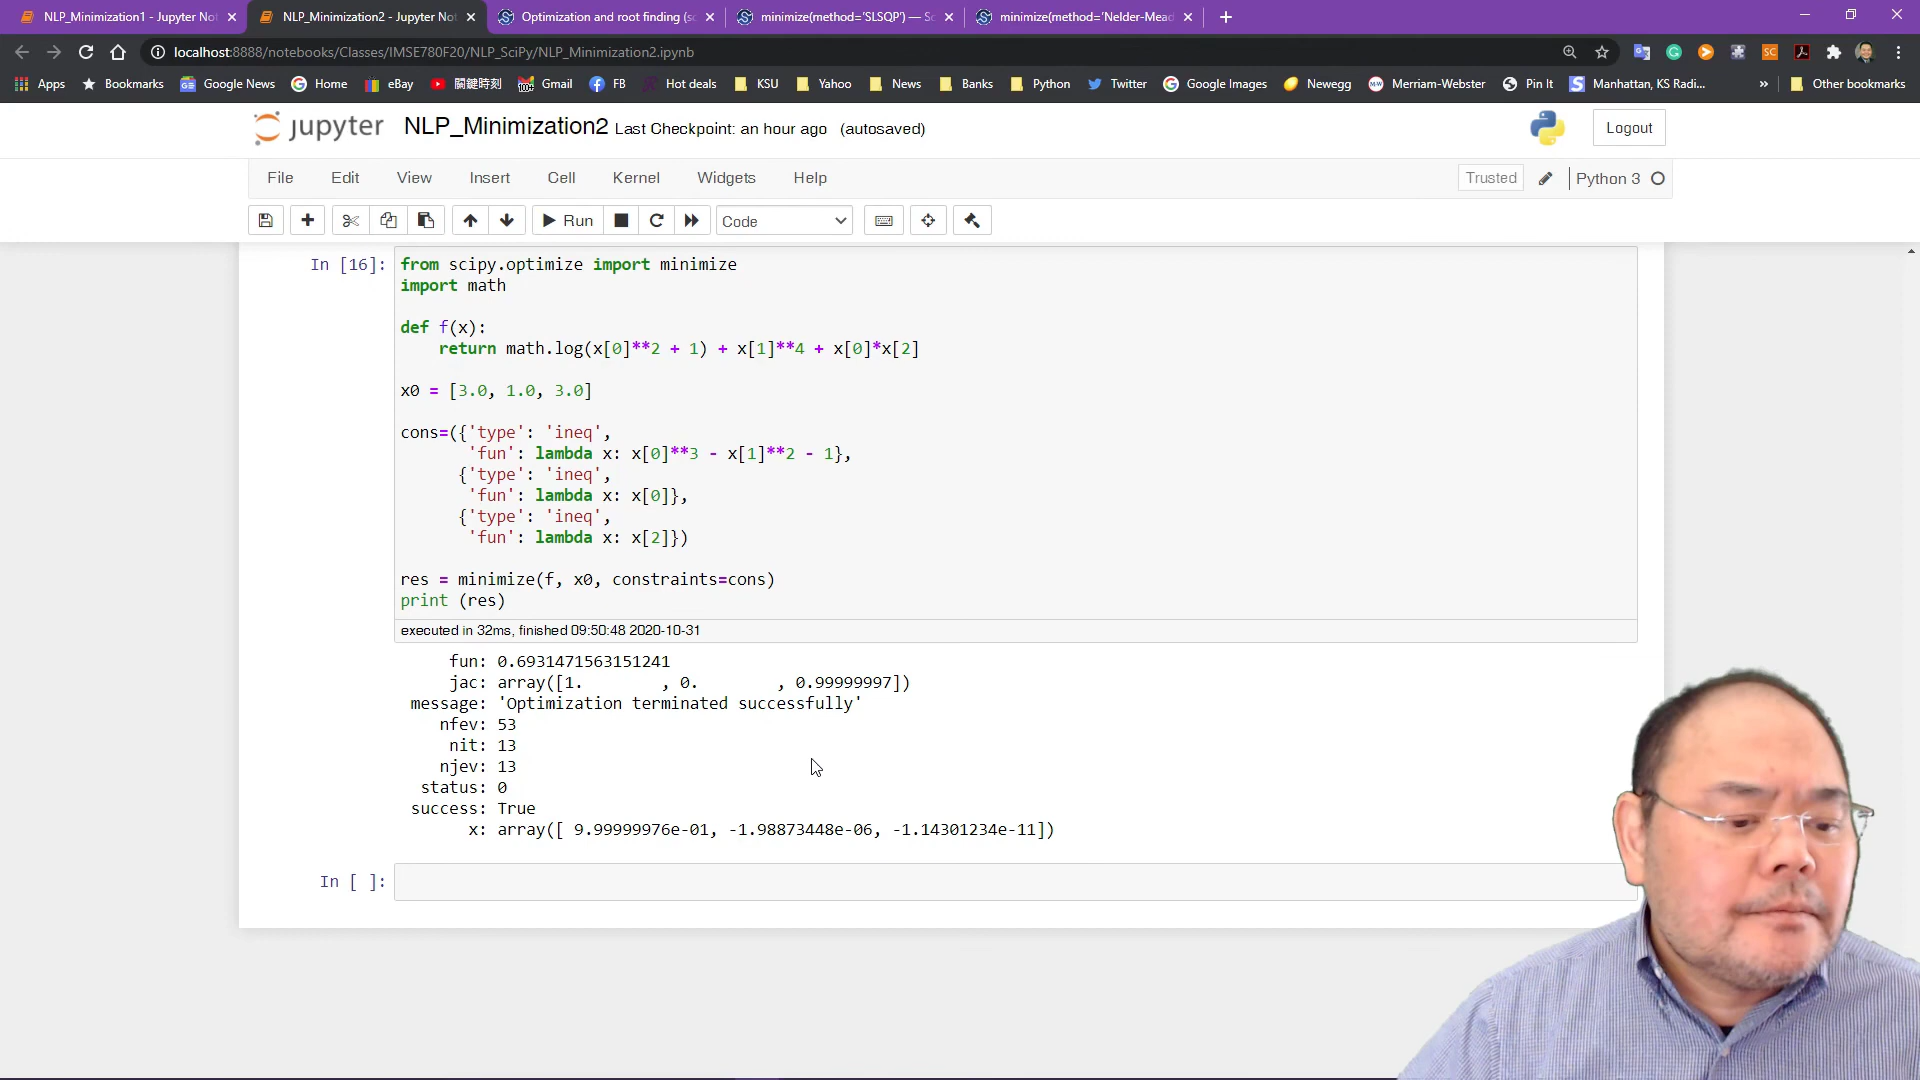 NLP_Minimization1 - Jupyter Not
NLP_Minimization2 - Jupyter Not
Optimization and root finding (sc
minimize(method='SLSQP') — Sc
minimize(method='Nelder-Mead
localhost:8888/notebooks/Classes/IMSE780F20/NLP_SciPy/NLP_Minimization2.ipynb
Apps
Bookmarks
Google News
Home
eBay
關鍵時刻
Gmail
FB
Hot deals
KSU
Yahoo
News
Banks
Python
Twitter
Google Images
Newegg
Merriam-Webster
Pin It
Manhattan, KS Radi...
»
Other bookmarks
jupyter NLP_Minimization2 Last Checkpoint: an hour ago (autosaved)
Logout
File Edit View Insert Cell Kernel Widgets Help
Trusted
Python 3
Run
Code
In [16]:
from scipy.optimize import minimize
import math
def f(x):
    return math.log(x[0]**2 + 1) + x[1]**4 + x[0]*x[2]
x0 = [3.0, 1.0, 3.0]
cons=({'type': 'ineq',
       'fun': lambda x: x[0]**3 - x[1]**2 - 1},
      {'type': 'ineq',
       'fun': lambda x: x[0]},
      {'type': 'ineq',
       'fun': lambda x: x[2]})
res = minimize(f, x0, constraints=cons)
print (res)
executed in 32ms, finished 09:50:48 2020-10-31
     fun: 0.6931471563151241
     jac: array([1.        , 0.        , 0.99999997])
 message: 'Optimization terminated successfully'
    nfev: 53
     nit: 13
    njev: 13
  status: 0
 success: True
       x: array([ 9.99999976e-01, -1.98873448e-06, -1.14301234e-11])
In [ ]: